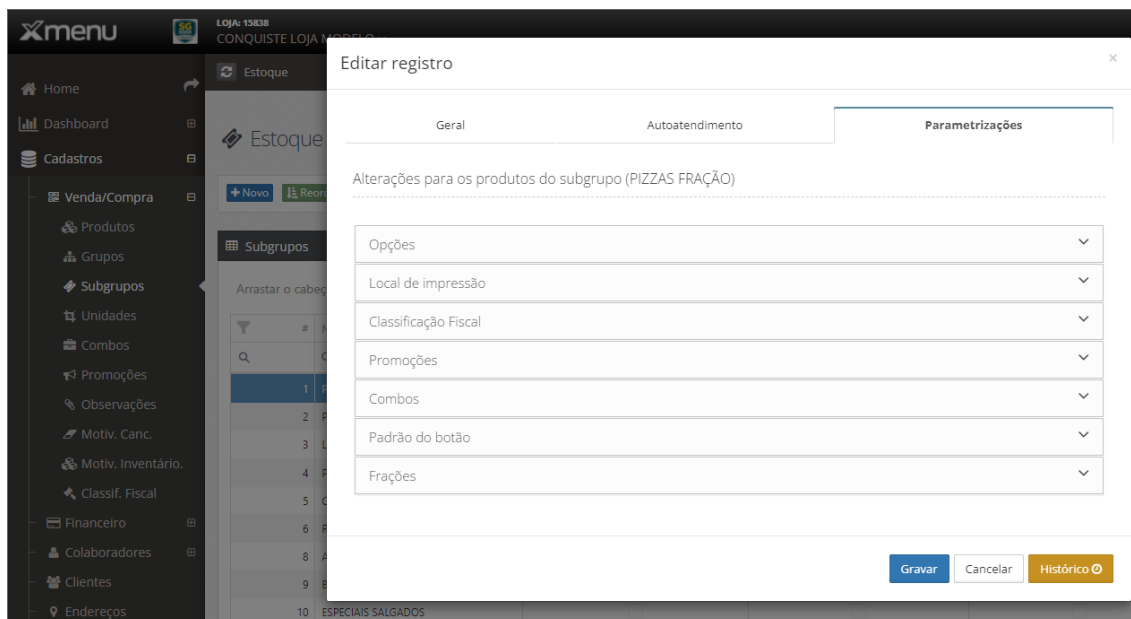 Xmenu
SG
LOJA: 15838
CONQUISTE LOJA MODELO
Home
Dashboard
Cadastros
Venda/Compra
Produtos
Grupos
Subgrupos
Unidades
Combos
Promoções
Observações
Motiv. Canc.
Motiv. Inventário.
Classif. Fiscal
Financeiro
Colaboradores
Clientes
Endereços
Estoque
Estoque
Novo
Subgrupos
#
1
2
3
4
5
6
8
9
10 ESPECIAIS SALGADOS
Editar registro
×
Geral
Autoatendimento
Parametrizações
Alterações para os produtos do subgrupo (PIZZAS FRAÇÃO)
Opções
Local de impressão
Classificação Fiscal
Promoções
Combos
Padrão do botão
Frações
Gravar
Cancelar
Histórico